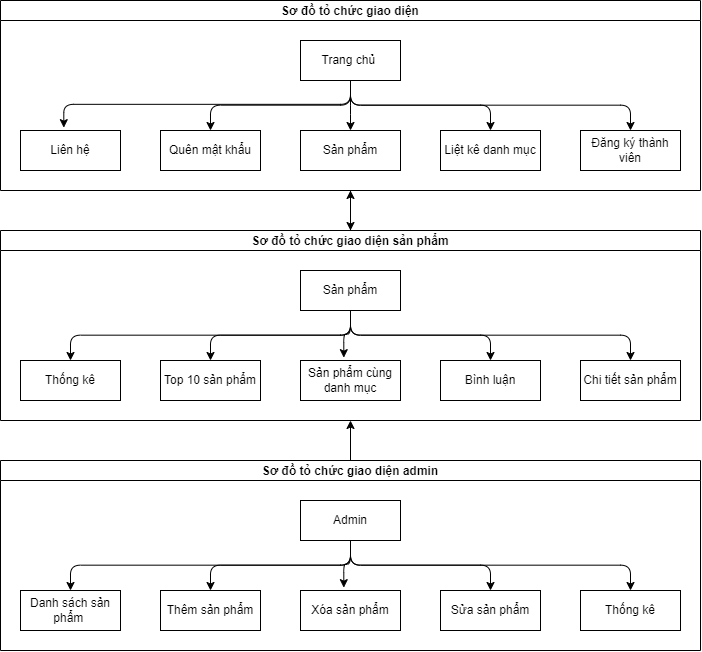 Sơ đồ tỏ chức giao diện
Trang chủ
Liên hệ
Quên mật khẩu
Sản phẩm
Liệt kê danh mục
Đăng ký thành
viên
Sơ đồ tỏ chức giao diện sản phẩm
Sản phẩm
Thống kê
Top 10 sản phẩm
Sản phẩm cùng
danh mục
Bình luận
Chi tiết sản phẩm
Sơ đồ tỏ chức giao diện admin
Admin
Danh sách sản
phẩm
Thêm sản phẩm
Xóa sản phẩm
Sửa sản phẩm
Thống kê